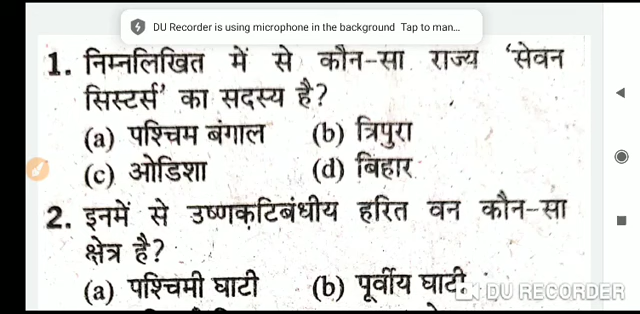 DU Recorder is using microphone in the background Tap to man...
1. निम्नलिखित में से कौन-सा राज्य ‘सेवन
सिस्टर्स’ का सदस्य है?
(a) पश्चिम बंगाल (b) त्रिपुरा
(c) ओडिशा (d) बिहार
2. इनमें से उष्णकटिबंधीय हरित वन कौन-सा
क्षेत्र है?
(a) पश्चिमी घाटी (b) पूर्वीय घाटी
DU RECORDER